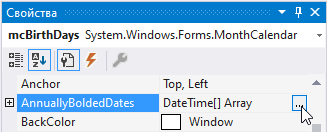 Свойства
mcBirthDays System.Windows.Forms.MonthCalendar
Anchor Top, Left
AnnuallyBoldedDates DateTime[] Array ...
BackColor Window